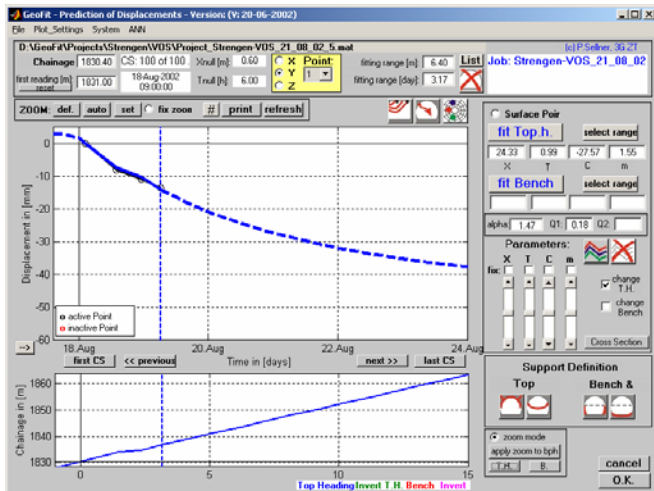 GeoFit - Prediction of Displacements - Version: (V: 20-06-2002)
File Plot_Settings System ANN
D:\GeoFit\Projects\Strengen\VOS\Project_Strengen-VOS_21_08_02_5.mat
(c) P.Sellner, 3G ZT
Chainage 1830.40 CS: 100 of 100 Xnull [m]: 0.60 X Point: fitting range [m]: 6.40 List Job: Strengen-VOS_21_08_02
Y 1
first reading [m]: 1831.00 18-Aug-2002 09:00:00 Tnull [h]: 6.00 Z fitting range [day]: 3.17
reset
ZOOM: def. auto set fix zoon # print refresh
Surface Poir
fit Top.h. select range
24.33 0.99 -27.57 1.55
X T C m
fit Bench select range
alpha: 1.47 Q1: 0.18 Q2:
Parameters:
X T C m
fix:
change T.H.
change Bench
Cross Section
Displacement in [mm]
0
-10
-20
-30
-40
-50
-60
active Point
inactive Point
18.Aug 20.Aug 22.Aug 24.Aug
-->
first CS << previous Time in [days] next >> last CS
Support Definition
Top Bench &
Chainage in [m]
1860
1850
1840
1830
0 5 10 15
Top Heading Invert T.H. Bench Invert
zoom mode
apply zoom to bph
T.H. B.
cancel
O.K.